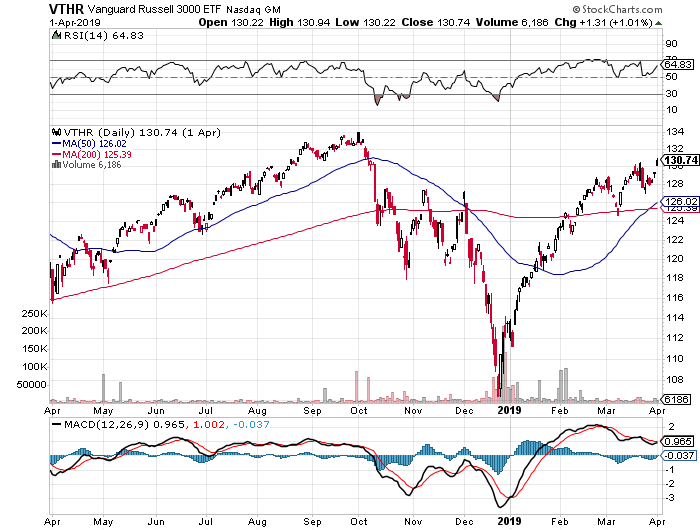 VTHR Vanguard Russell 3000 ETF Nasdaq GM © StockCharts.com
1-Apr-2019 Open 130.22 High 130.94 Low 130.22 Close 130.74 Volume 6,186 Chg +1.31 (+1.01%)
RSI(14) 64.83
90
70
64.83
50
30
10
VTHR (Daily) 130.74 (1 Apr)
MA(50) 126.02
MA(200) 125.39
Volume 6,186
134
132
130.74
130
128
126.02
125.39
124
122
120
118
116
114
112
110
108
6186
250K
200K
150K
100K
50000
Apr May Jun Jul Aug Sep Oct Nov Dec 2019 Feb Mar Apr
MACD(12,26,9) 0.965, 1.002, -0.037
2
0.965
-0.037
-1
-2
-3
Apr May Jun Jul Aug Sep Oct Nov Dec 2019 Feb Mar Apr